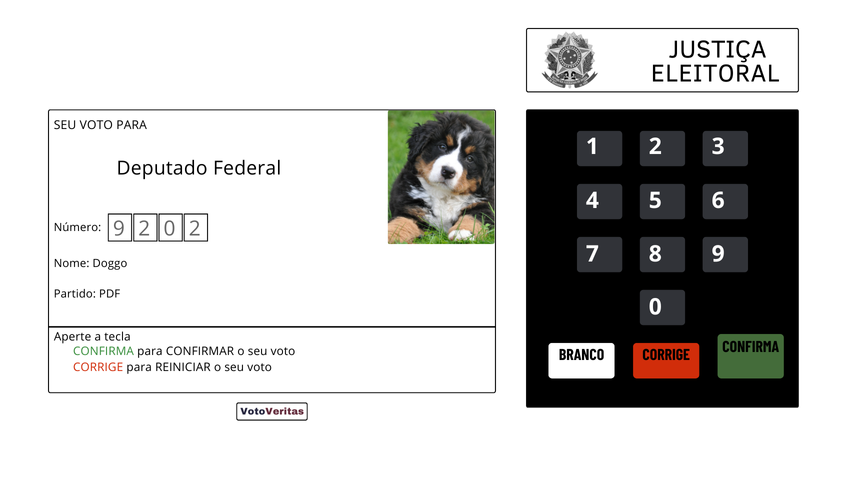 JUSTIÇA
ELEITORAL
SEU VOTO PARA
Deputado Federal
Número: 9 2 0 2
Nome: Doggo
Partido: PDF
Aperte a tecla
CONFIRMA para CONFIRMAR o seu voto
CORRIGE para REINICIAR o seu voto
VotoVeritas
1 2 3
4 5 6
7 8 9
0
BRANCO CORRIGE CONFIRMA